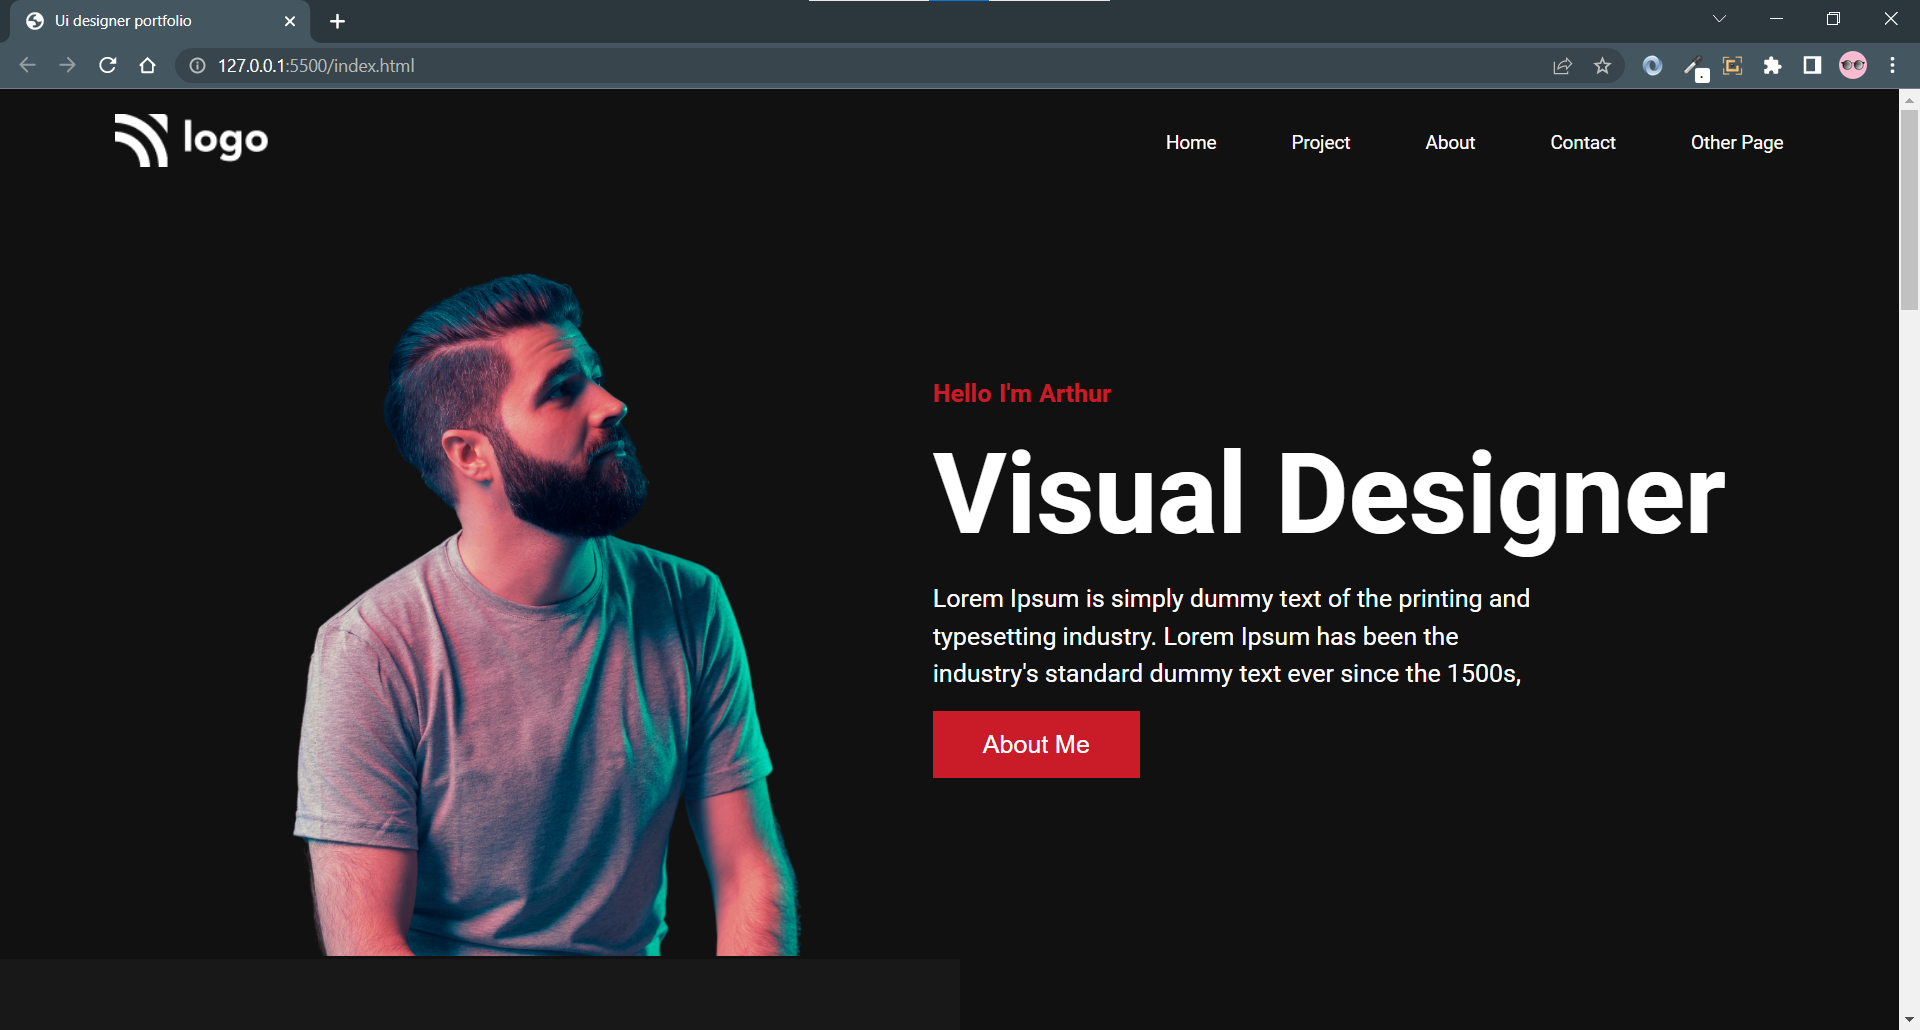 Ui designer portfolio
127.0.0.1:5500/index.html
logo
Home Project About Contact Other Page
Hello I'm Arthur
Visual Designer
Lorem Ipsum is simply dummy text of the printing and
typesetting industry. Lorem Ipsum has been the
industry's standard dummy text ever since the 1500s,
About Me